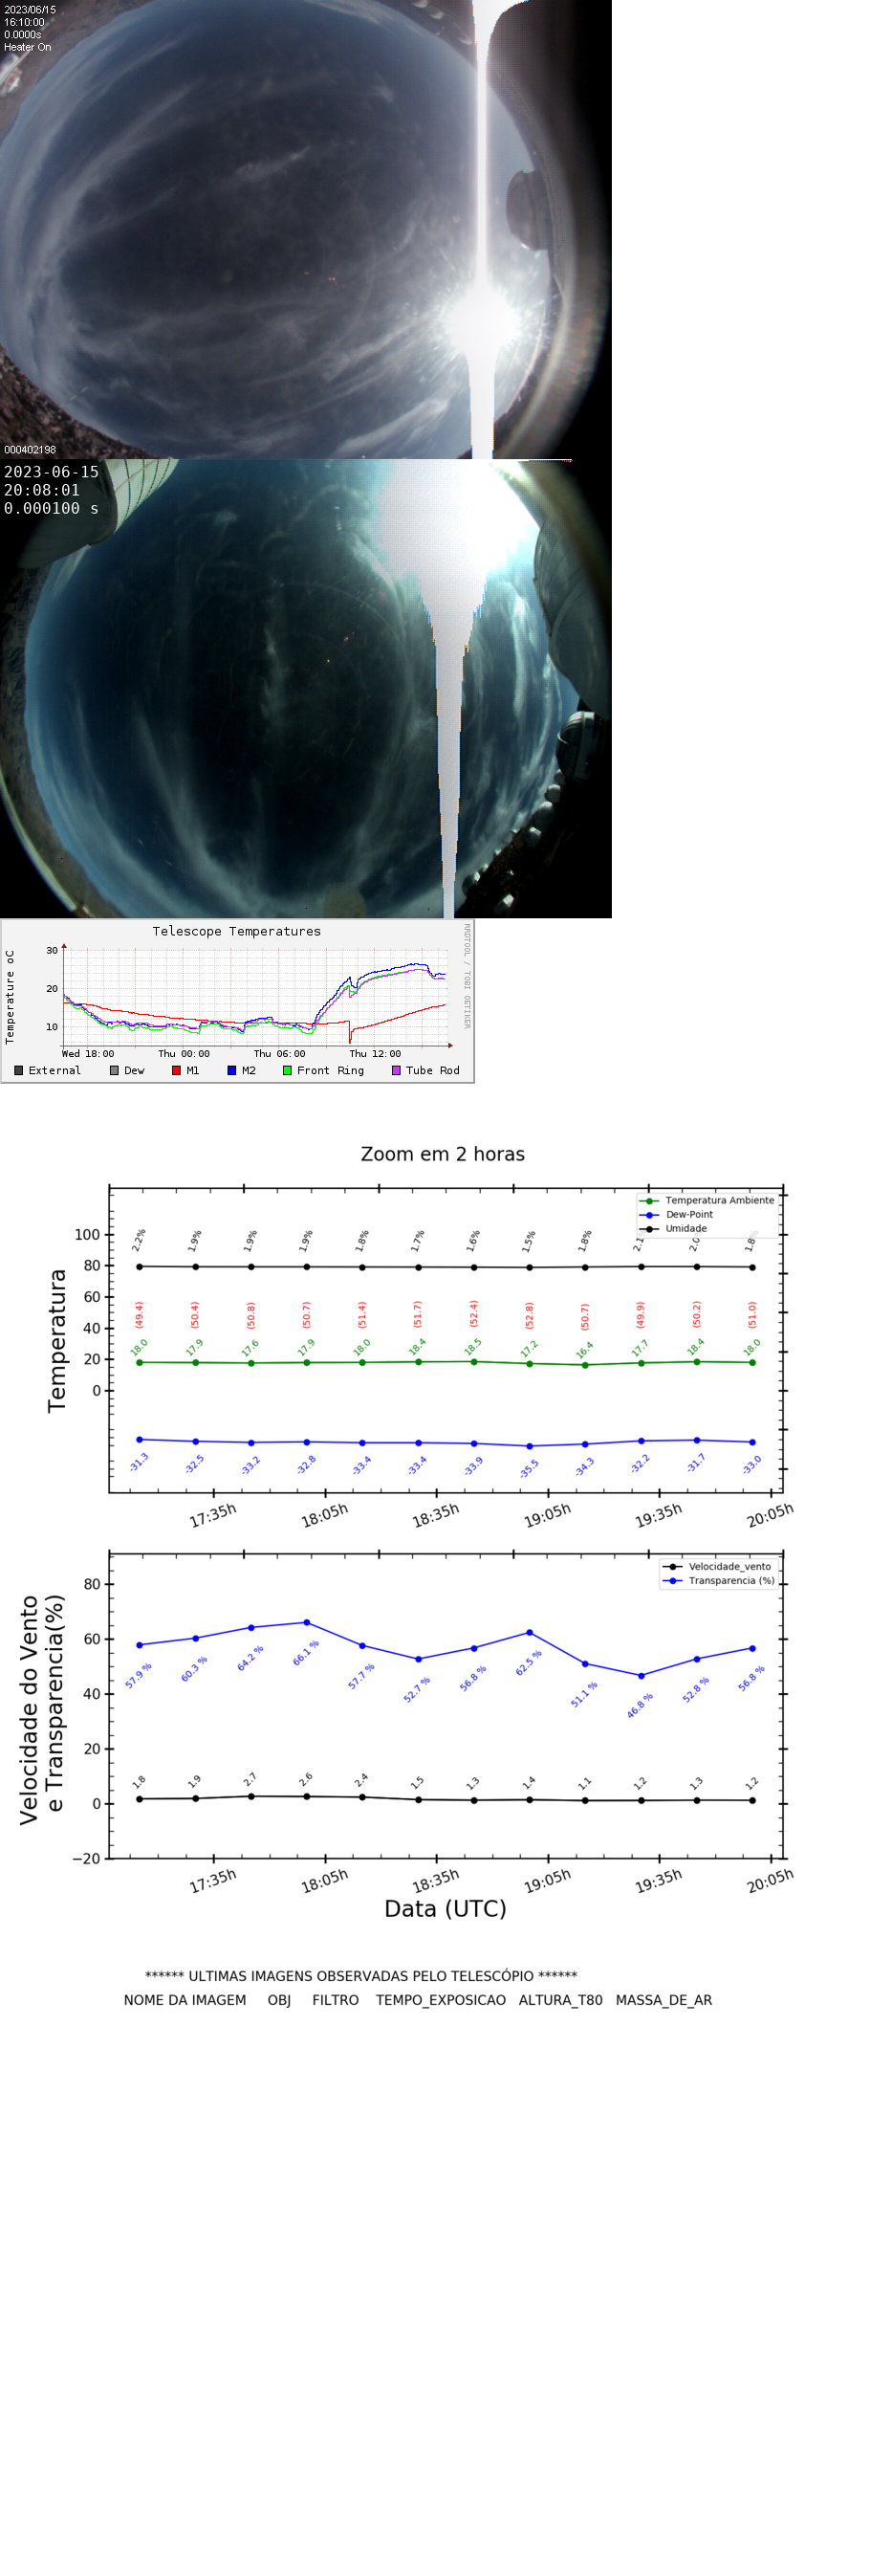 2023/06/15
16:10:00
0.0000s
Heater On
000402198
2023-06-15
20:08:01
0.000100 s
Telescope Temperatures
RRDTOOL / TOBI OETIKER
Temperature oC
30
20
10
Wed 18:00 Thu 00:00 Thu 06:00 Thu 12:00
External Dew M1 M2 Front Ring Tube Rod
Zoom em 2 horas
Temperatura
Temperatura Ambiente
Dew-Point
Umidade
100
80
60
40
20
0
2.2% 1.9% 1.9% 1.9% 1.8% 1.7% 1.6% 1.5% 1.8% 1.8%
(49.4) (50.4) (50.8) (50.7) (51.4) (51.7) (52.4) (52.8) (50.7) (49.9) (50.2) (51.0)
18.0 17.9 17.6 17.9 18.0 18.4 18.5 17.2 16.4 17.7 18.4 18.0
-31.3 -32.5 -33.2 -32.8 -33.4 -33.4 -33.9 -35.5 -34.3 -32.2 -31.7 -33.0
17:35h 18:05h 18:35h 19:05h 19:35h 20:05h
Velocidade do Vento
e Transparencia(%)
Velocidade_vento
Transparencia (%)
80
60
40
20
0
−20
57.9 % 60.3 % 64.2 % 66.1 % 57.7 % 52.7 % 56.8 % 62.5 % 51.1 % 46.8 % 52.8 % 56.8 %
1.8 1.9 2.7 2.6 2.4 1.5 1.3 1.4 1.1 1.2 1.3 1.2
17:35h 18:05h 18:35h 19:05h 19:35h 20:05h
Data (UTC)
****** ULTIMAS IMAGENS OBSERVADAS PELO TELESCÓPIO ******
NOME DA IMAGEM OBJ FILTRO TEMPO_EXPOSICAO ALTURA_T80 MASSA_DE_AR